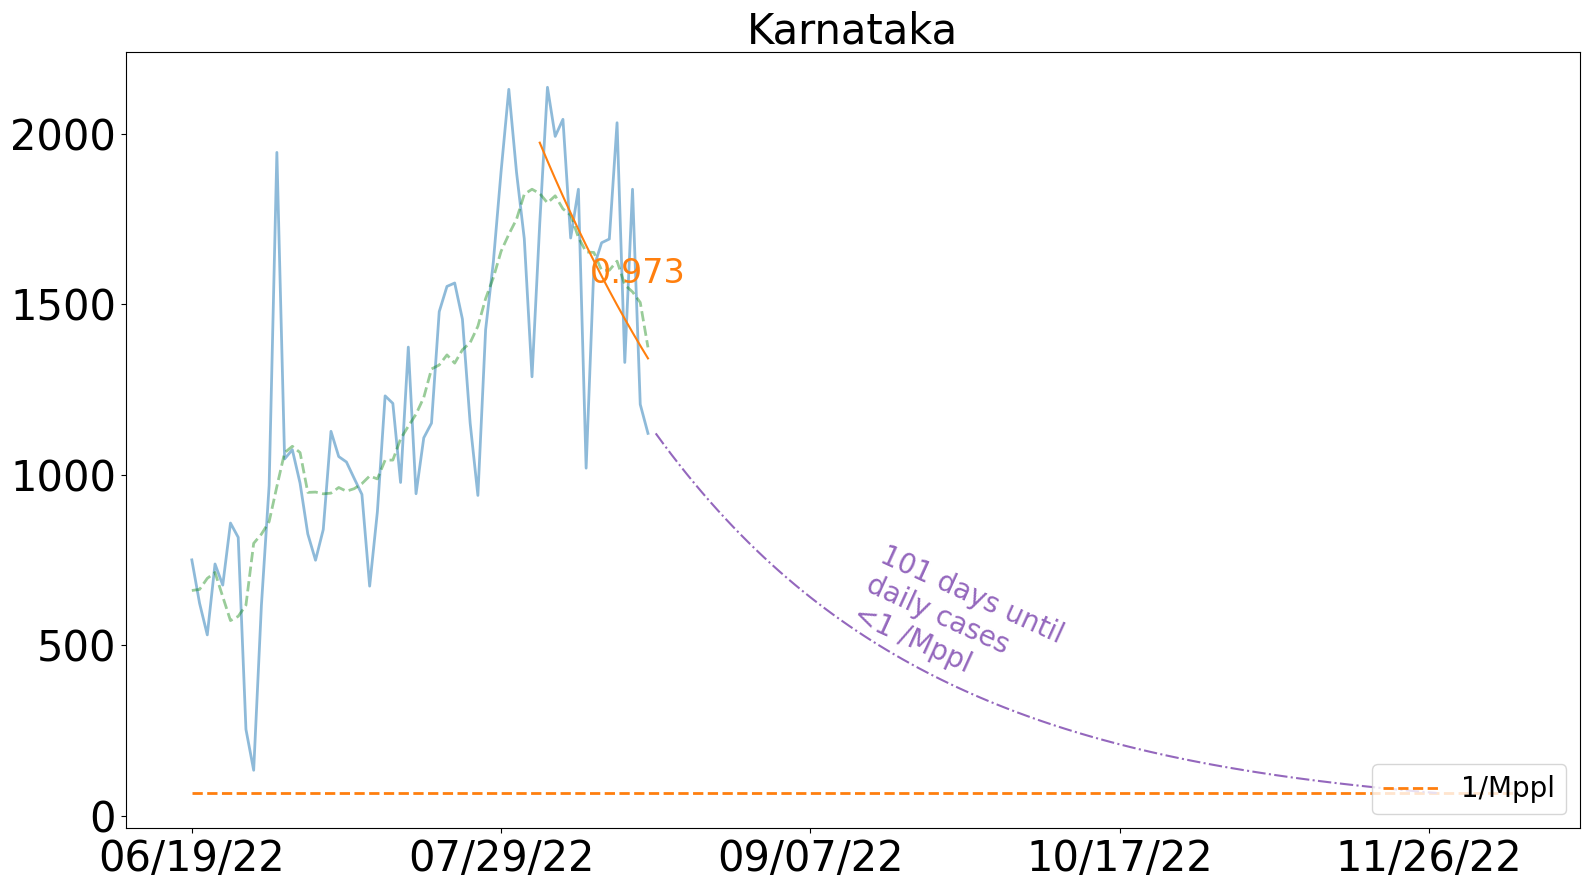 Karnataka
2000
1500
1000
500
0
0.973
101 days until
daily cases
<1 /Mppl
1/Mppl
06/19/22
07/29/22
09/07/22
10/17/22
11/26/22